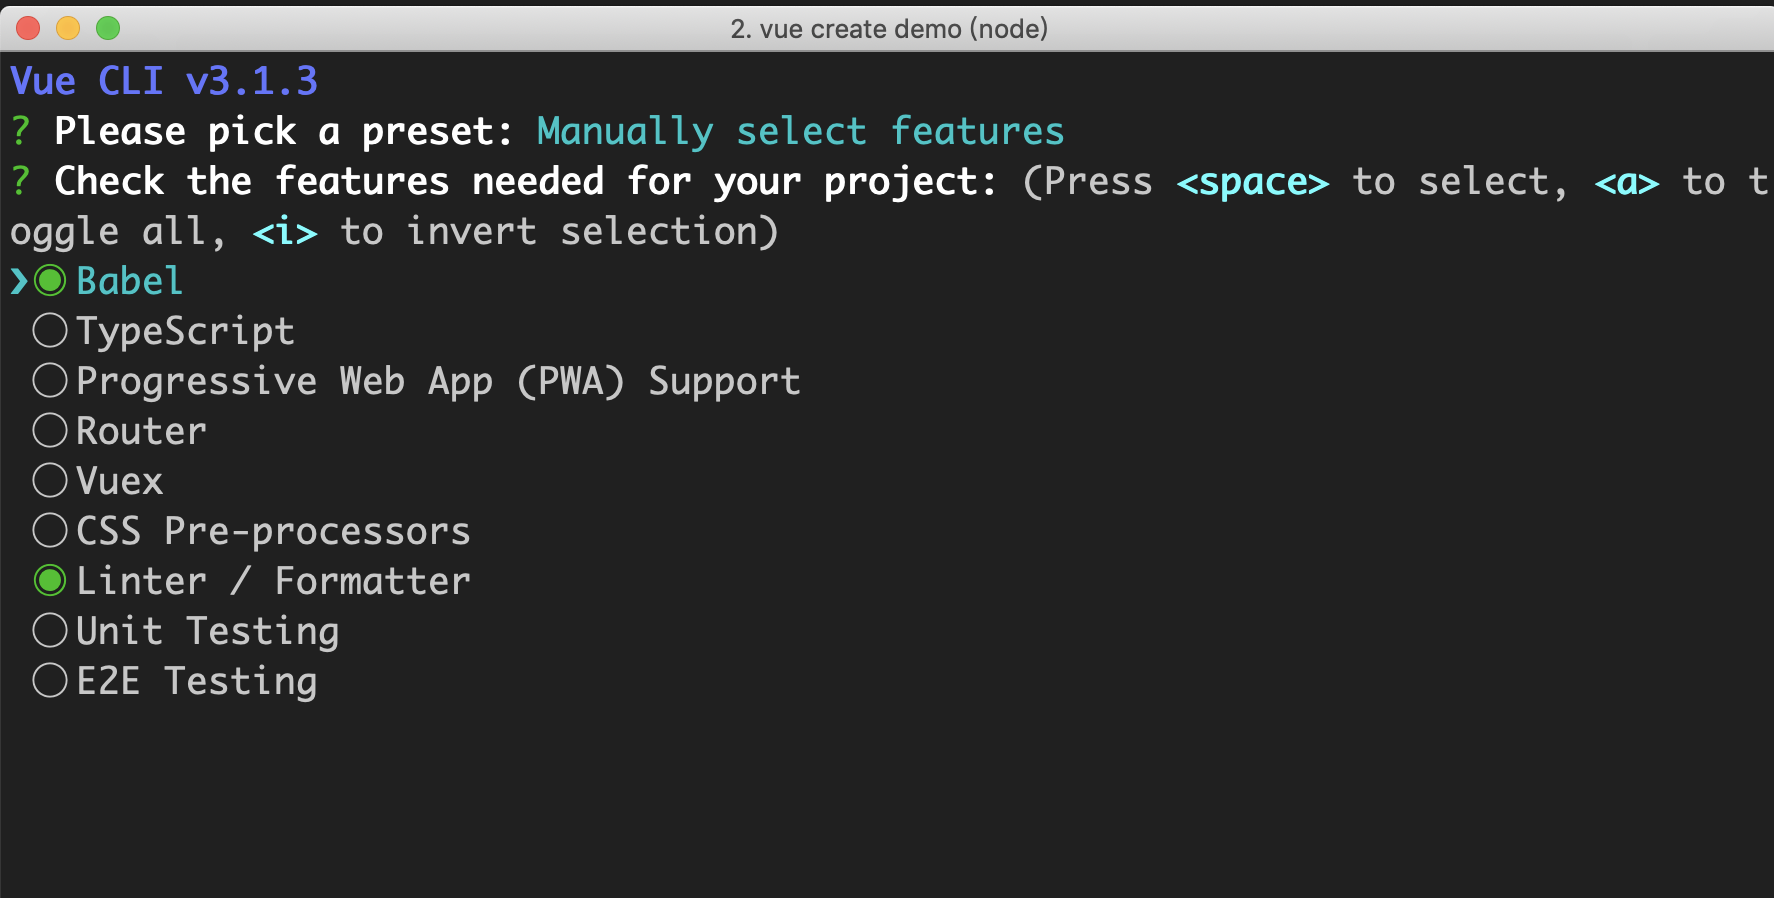 2. vue create demo (node)
Vue CLI v3.1.3
? Please pick a preset: Manually select features
? Check the features needed for your project: (Press <space> to select, <a> to t
oggle all, <i> to invert selection)
❯◉ Babel
◯ TypeScript
◯ Progressive Web App (PWA) Support
◯ Router
◯ Vuex
◯ CSS Pre-processors
◉ Linter / Formatter
◯ Unit Testing
◯ E2E Testing